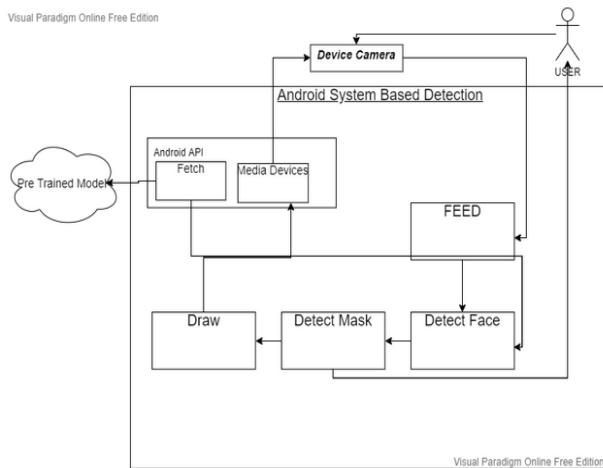 Visual Paradigm Online Free Edition
Device Camera
USER
Android System Based Detection
Android API
Fetch
Media Devices
Pre Trained Model
FEED
Draw
Detect Mask
Detect Face
Visual Paradigm Online Free Edition